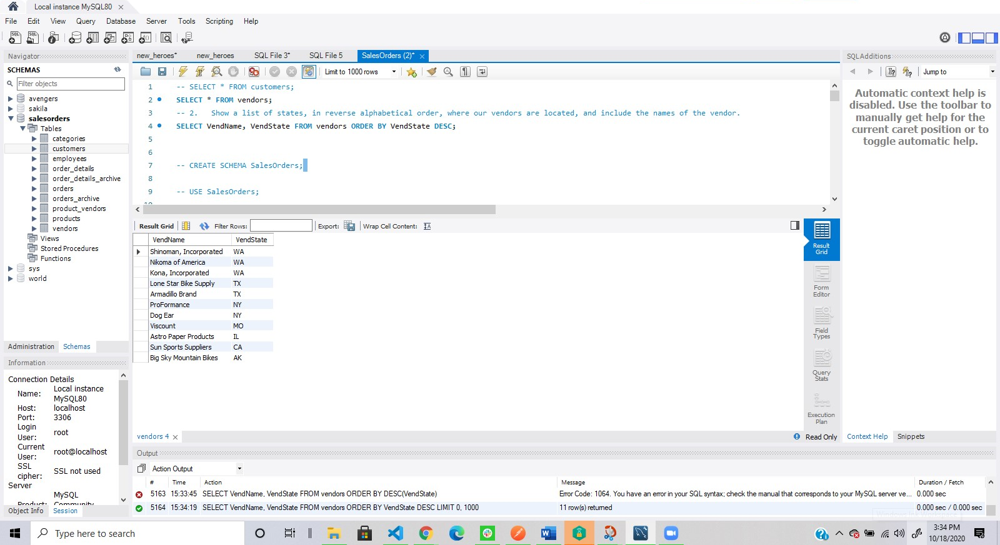 Local instance MySQL80 ×
File Edit View Query Database Server Tools Scripting Help
Navigator
SCHEMAS
Filter objects
avengers
sakila
salesorders
Tables
categories
customers
employees
order_details
order_details_archive
orders
orders_archive
product_vendors
products
vendors
Views
Stored Procedures
Functions
sys
world
Administration Schemas
Information
Connection Details
Name: Local instance MySQL80
Host: localhost
Port: 3306
Login User: root
Current User: root@localhost
SSL cipher: SSL not used
Server
Product: MySQL Community
Object Info Session
new_heroes* new_heroes SQL File 3* SQL File 5 SalesOrders (2)* ×
Limit to 1000 rows
1 -- SELECT * FROM customers;
2 SELECT * FROM vendors;
3 -- 2. Show a list of states, in reverse alphabetical order, where our vendors are located, and include the names of the vendor.
4 SELECT VendName, VendState FROM vendors ORDER BY VendState DESC;
5
6
7 -- CREATE SCHEMA SalesOrders;
8
9 -- USE SalesOrders;
10
Result Grid Filter Rows: Export: Wrap Cell Content:
VendName VendState
Shinoman, Incorporated WA
Nikoma of America WA
Kona, Incorporated WA
Lone Star Bike Supply TX
Armadillo Brand TX
ProFormance NY
Dog Ear NY
Viscount MO
Astro Paper Products IL
Sun Sports Suppliers CA
Big Sky Mountain Bikes AK
Result Grid
Form Editor
Field Types
Query Stats
Execution Plan
vendors 4 × Read Only
SQLAdditions
Jump to
Automatic context help is
disabled. Use the toolbar to
manually get help for the
current caret position or to
toggle automatic help.
Context Help Snippets
Output
Action Output
# Time Action Message Duration / Fetch
5163 15:33:45 SELECT VendName, VendState FROM vendors ORDER BY DESC(VendState) Error Code: 1064. You have an error in your SQL syntax; check the manual that corresponds to your MySQL server ve... 0.000 sec
5164 15:34:19 SELECT VendName, VendState FROM vendors ORDER BY VendState DESC LIMIT 0, 1000 11 row(s) returned 0.000 sec / 0.000 sec
Windows Ink Workspace
Type here to search
3:34 PM
10/18/2020